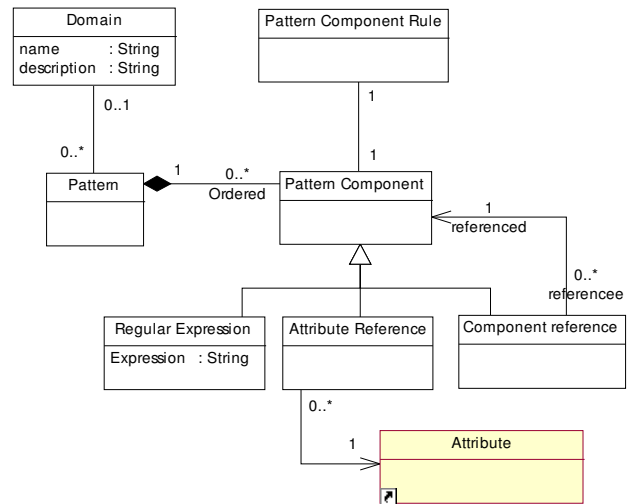 Domain
name : String
description : String
Pattern Component Rule
0..1
1
0..*
1
Pattern
1
0..*
Ordered
Pattern Component
1
referenced
0..*
referencee
Regular Expression
Expression : String
Attribute Reference
Component reference
0..*
1
Attribute